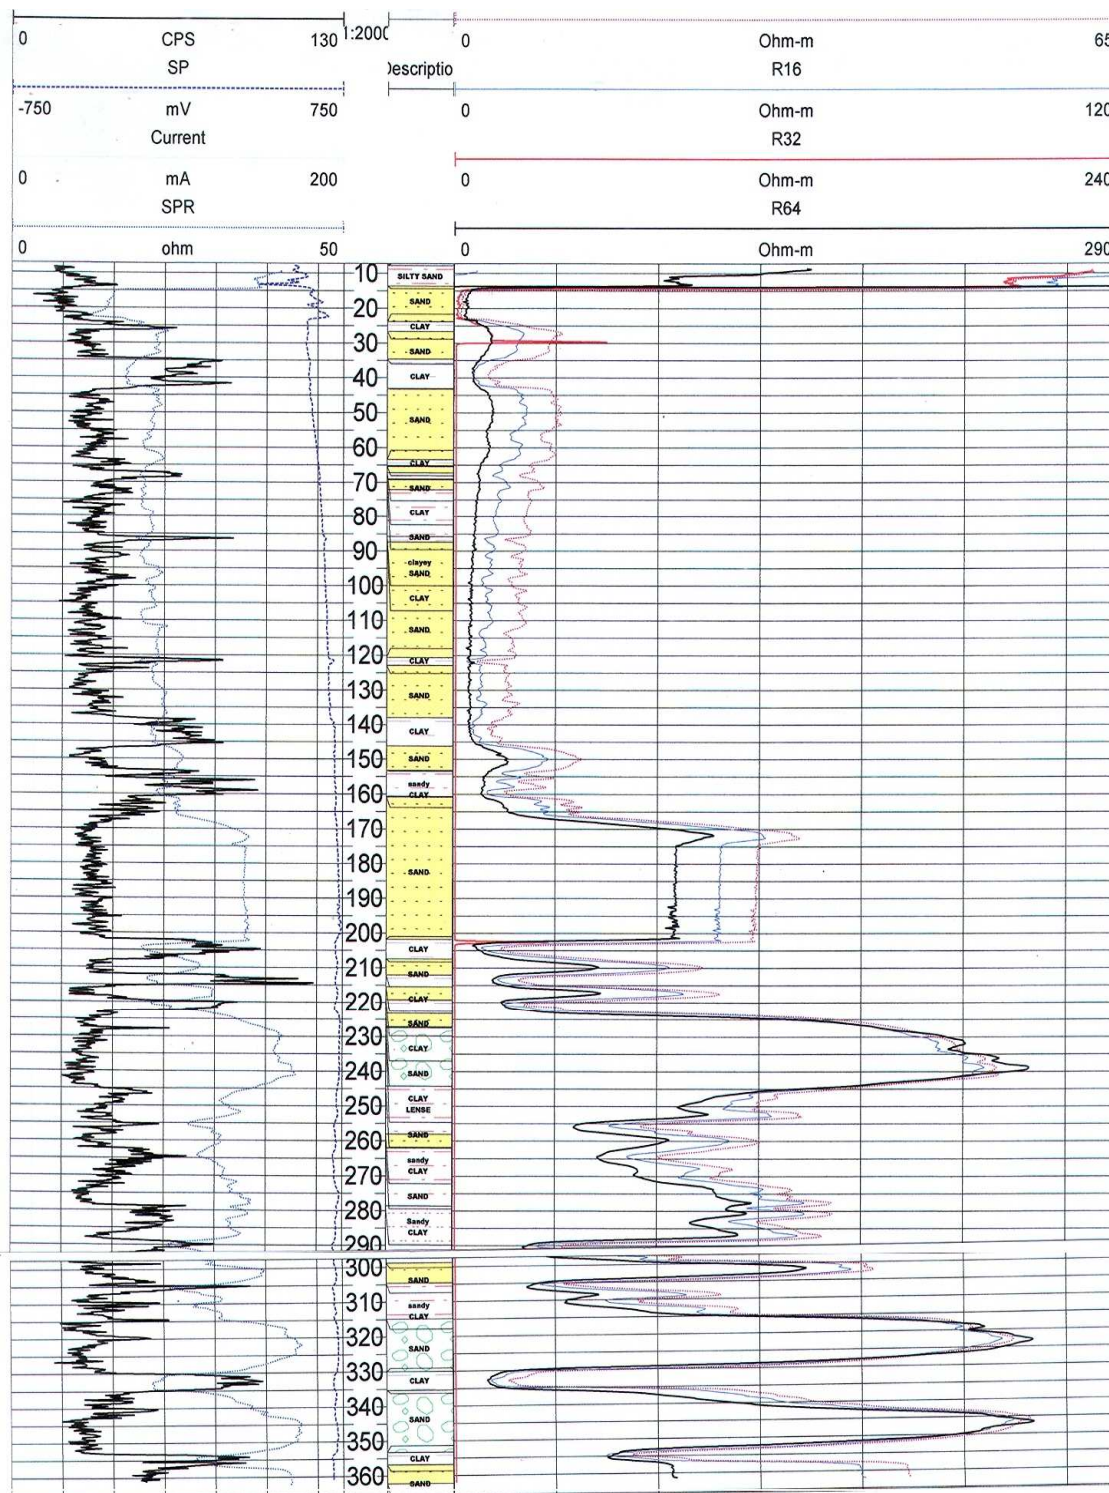 0 CPS 130
SP
-750 mV 750
Current
0 mA 200
SPR
0 ohm 50
1:2000
Descriptio
0 Ohm-m 65
R16
0 Ohm-m 120
R32
0 Ohm-m 240
R64
0 Ohm-m 290
10 SILTY SAND
SAND
20
CLAY
30
SAND
40 CLAY
50
SAND
60
CLAY
70
SAND
80 CLAY
SAND
90
clayey
SAND
100
CLAY
110
SAND
120
CLAY
130
SAND
140
CLAY
150 SAND
sandy
160 CLAY
170
180
SAND
190
200
CLAY
210
SAND
220 CLAY
SAND
230
CLAY
240 SAND
CLAY
250 LENSE
SAND
260
sandy
270 CLAY
SAND
280
Sandy
CLAY
290
300
SAND
310 sandy
CLAY
320
SAND
330
CLAY
340
SAND
350
CLAY
360
SAND